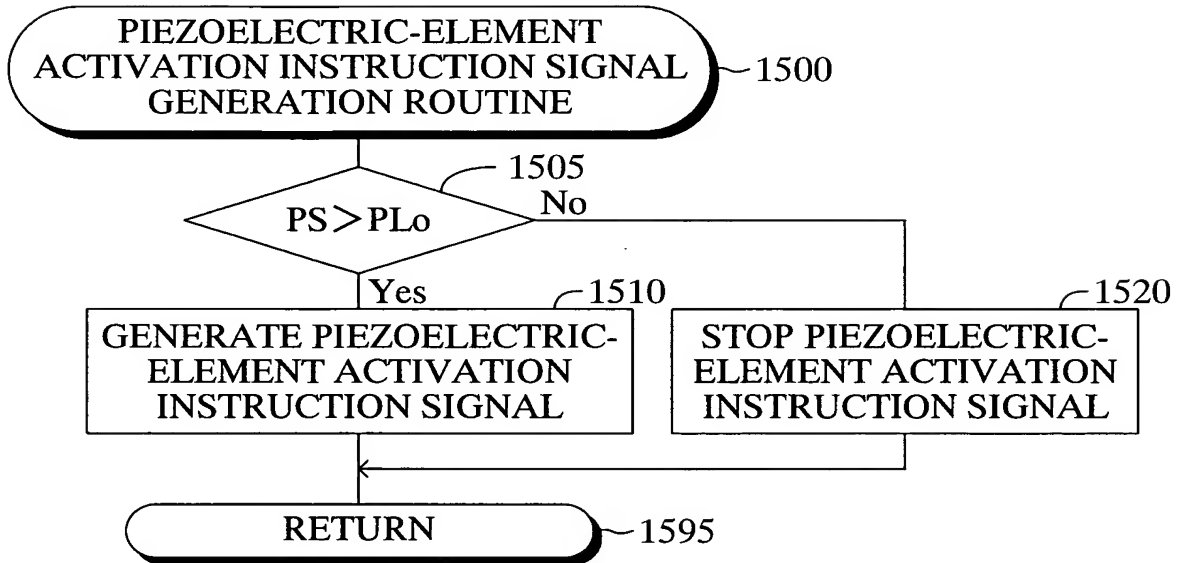 PIEZOELECTRIC-ELEMENT
ACTIVATION INSTRUCTION SIGNAL
GENERATION ROUTINE
1500
1505
PS>PLo
No
Yes
1510
GENERATE PIEZOELECTRIC-
ELEMENT ACTIVATION
INSTRUCTION SIGNAL
1520
STOP PIEZOELECTRIC-
ELEMENT ACTIVATION
INSTRUCTION SIGNAL
RETURN
1595